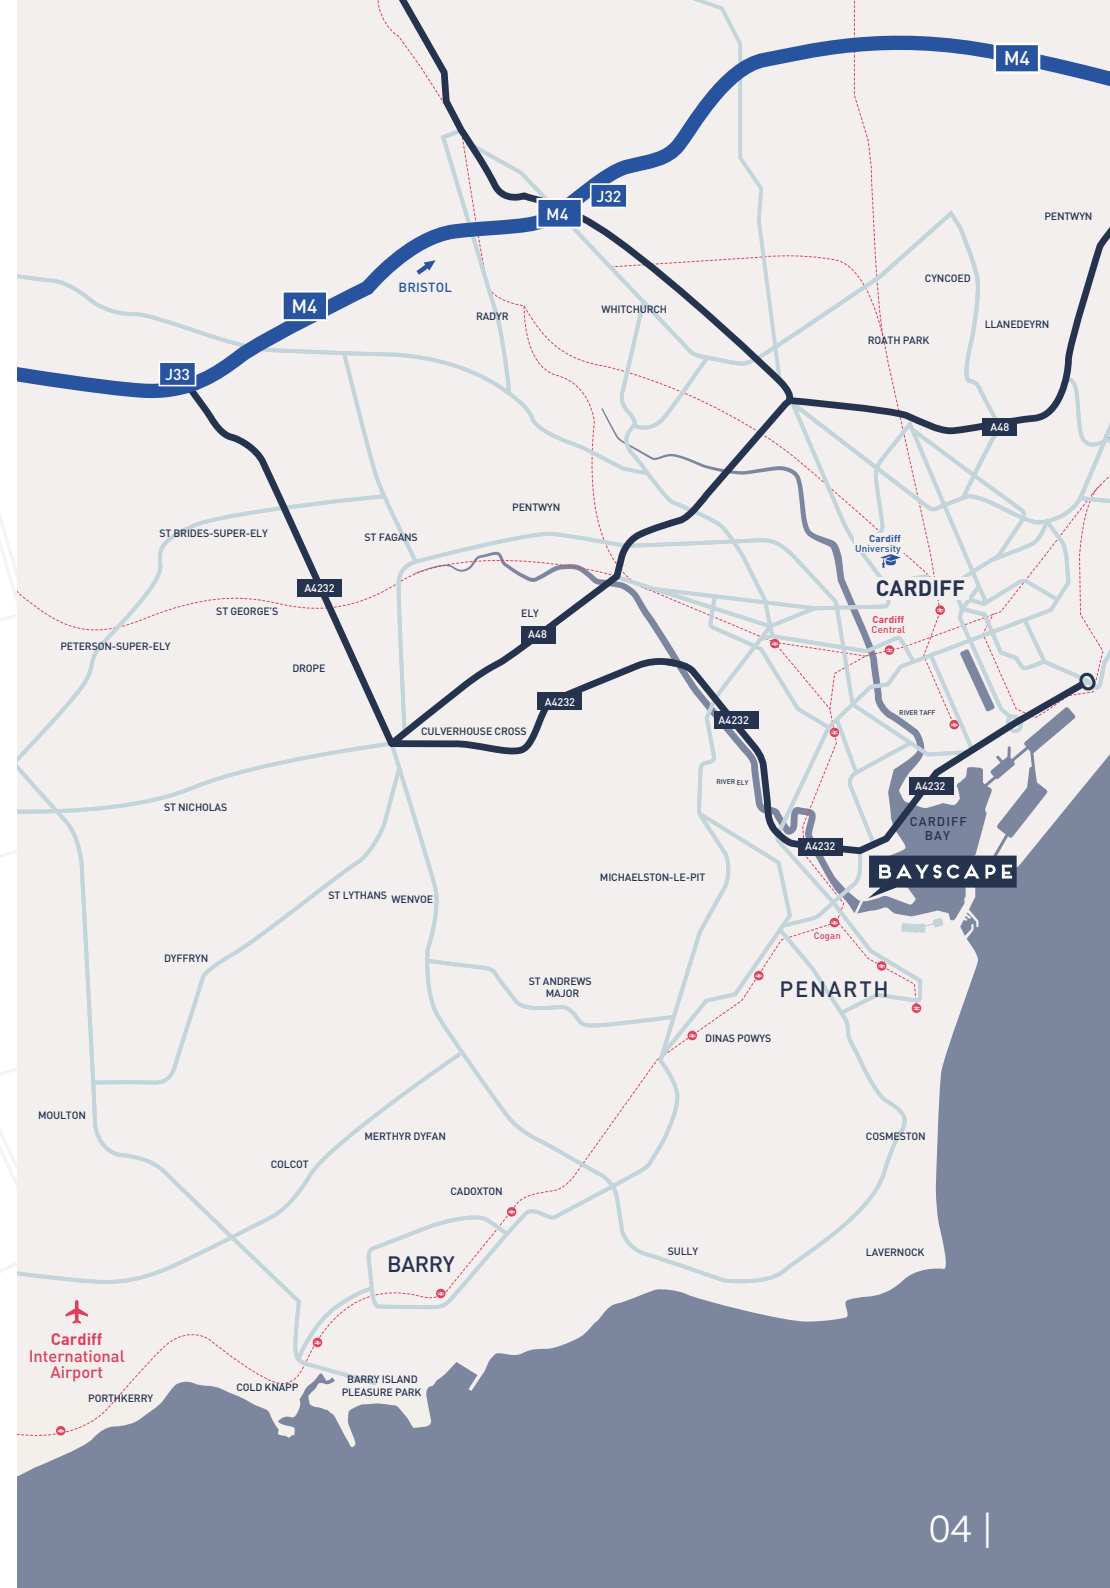 M4
J32
M4
PENTWYN
BRISTOL
CYNCOED
M4
WHITCHURCH
RADYR
LLANEDEYRN
ROATH PARK
J33
A48
PENTWYN
ST BRIDES-SUPER-ELY
ST FAGANS
Cardiff
University
CARDIFF
A4232
ST GEORGE'S
ELY
Cardiff
Central
A48
PETERSON-SUPER-ELY
DROPE
A4232
RIVER TAFF
A4232
CULVERHOUSE CROSS
RIVER ELY
A4232
ST NICHOLAS
CARDIFF
BAY
A4232
BAYSCAPE
MICHAELSTON-LE-PIT
ST LYTHANS
WENVOE
Cogan
DYFFRYN
ST ANDREWS
MAJOR
PENARTH
DINAS POWYS
MOULTON
MERTHYR DYFAN
COSMESTON
COLCOT
CADOXTON
SULLY
LAVERNOCK
BARRY
Cardiff
International
Airport
BARRY ISLAND
PLEASURE PARK
COLD KNAPP
PORTHKERRY
04 |